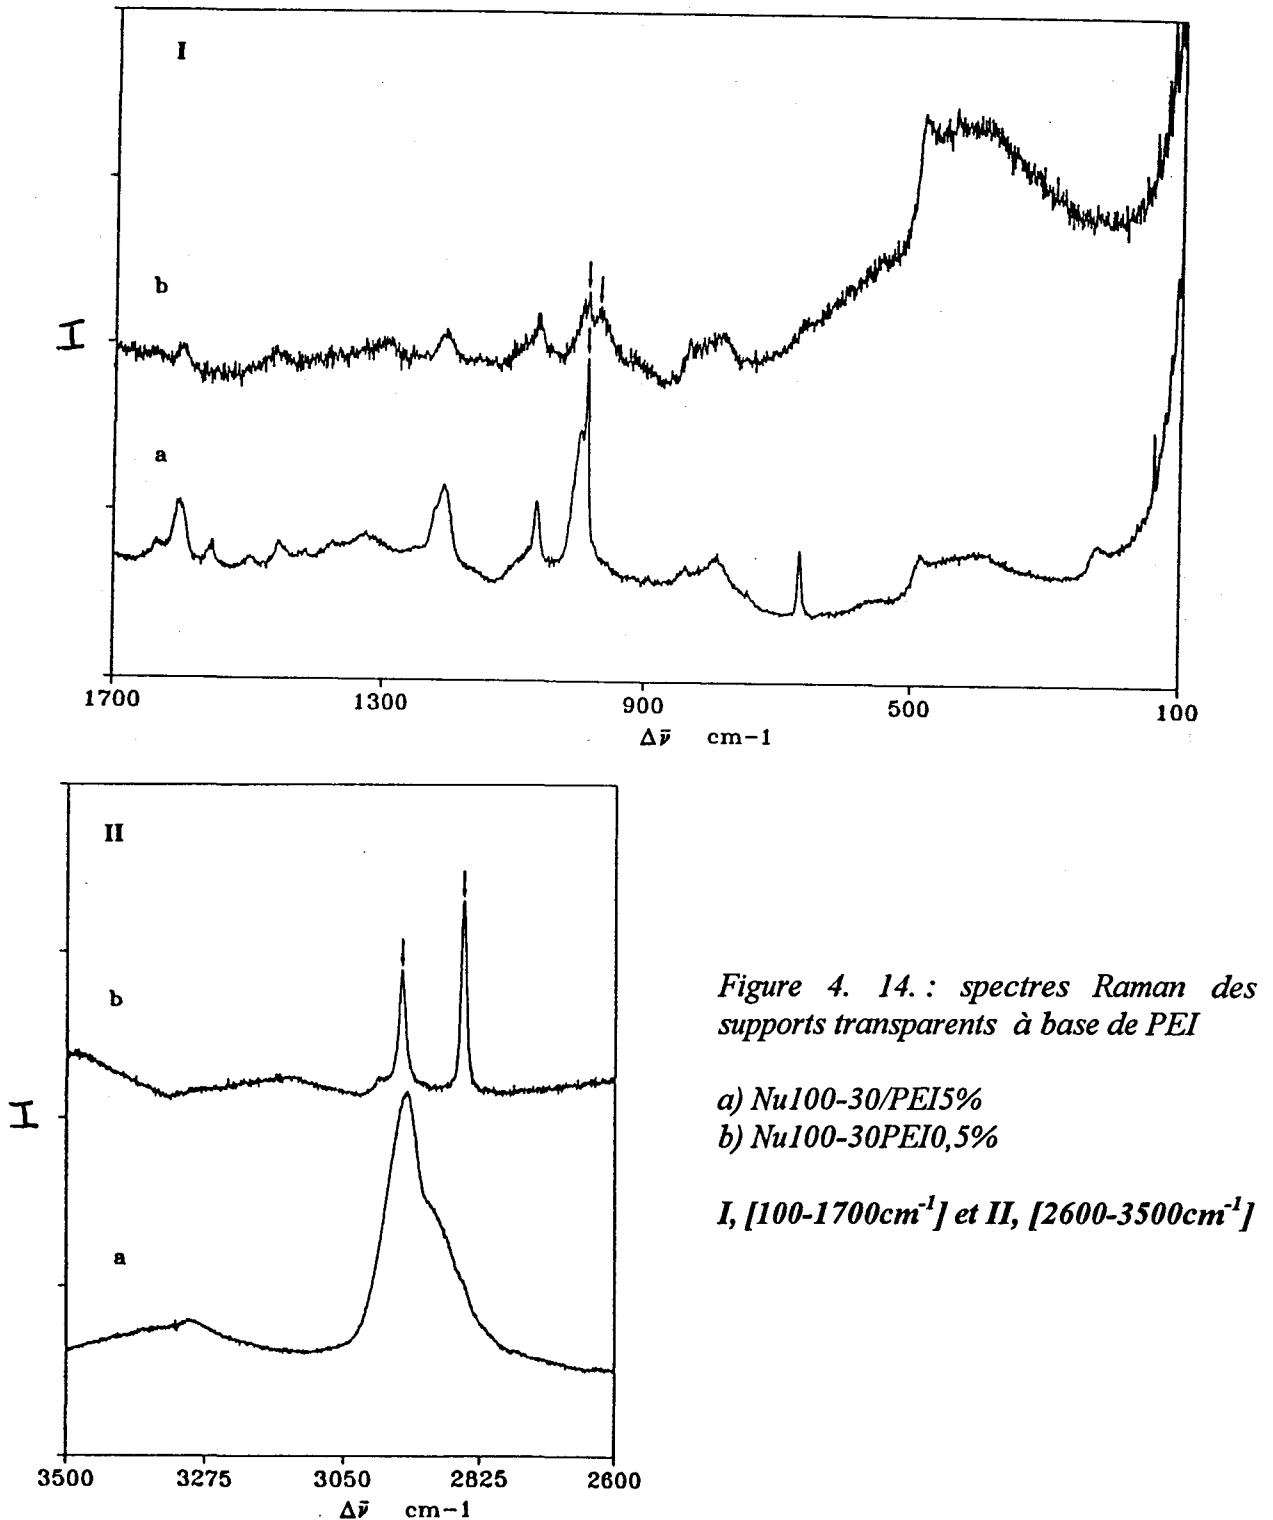 I
b
I
a
1700 1300 900 500 100
Δν̄ cm-1
II
b
I
a
3500 3275 3050 2825 2600
Δν̄ cm-1
Figure 4. 14. : spectres Raman des
supports transparents à base de PEI
a) Nu100-30/PEI5%
b) Nu100-30PEI0,5%
I, [100-1700cm⁻¹] et II, [2600-3500cm⁻¹]